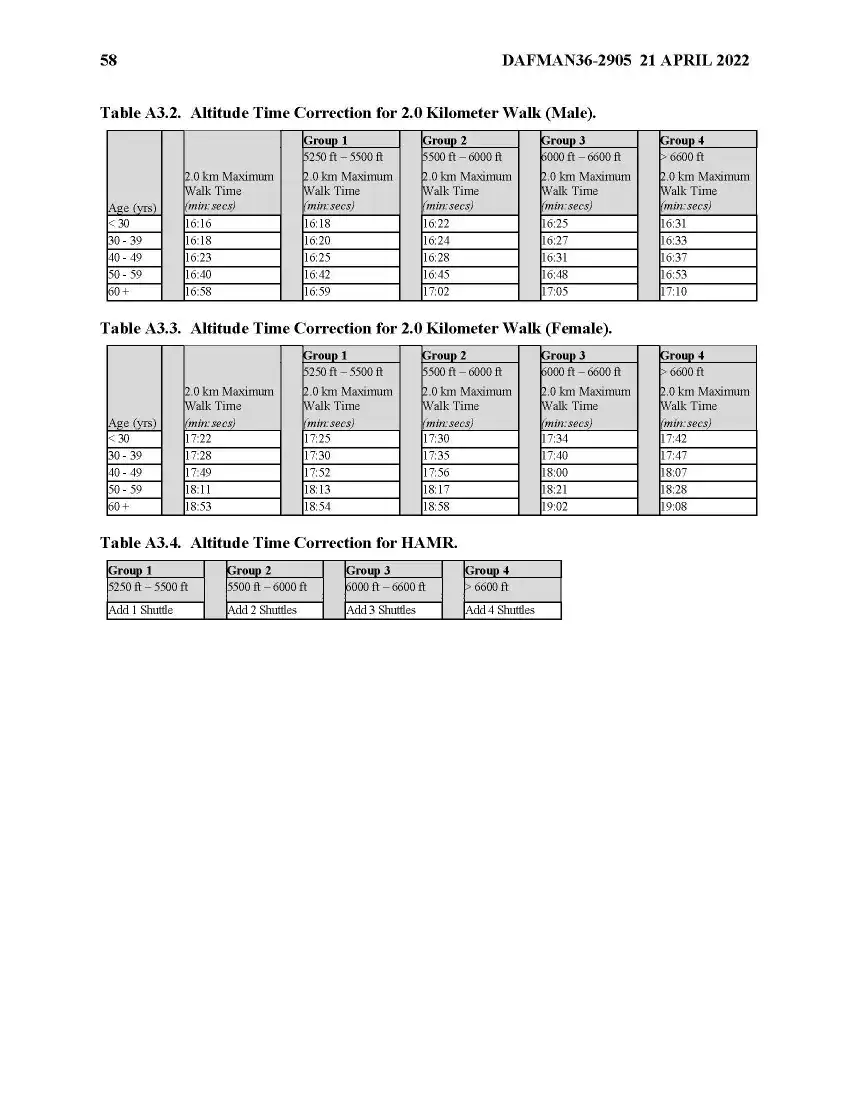 58 DAFMAN36-2905 21 APRIL 2022
Table A3.2. Altitude Time Correction for 2.0 Kilometer Walk (Male).
Group 1 Group 2 Group 3 Group 4
5250 ft – 5500 ft 5500 ft – 6000 ft 6000 ft – 6600 ft > 6600 ft
2.0 km Maximum 2.0 km Maximum 2.0 km Maximum 2.0 km Maximum 2.0 km Maximum
Walk Time Walk Time Walk Time Walk Time Walk Time
Age (yrs) (min:secs) (min:secs) (min:secs) (min:secs) (min:secs)
< 30 16:16 16:18 16:22 16:25 16:31
30 - 39 16:18 16:20 16:24 16:27 16:33
40 - 49 16:23 16:25 16:28 16:31 16:37
50 - 59 16:40 16:42 16:45 16:48 16:53
60 + 16:58 16:59 17:02 17:05 17:10
Table A3.3. Altitude Time Correction for 2.0 Kilometer Walk (Female).
Group 1 Group 2 Group 3 Group 4
5250 ft – 5500 ft 5500 ft – 6000 ft 6000 ft – 6600 ft > 6600 ft
2.0 km Maximum 2.0 km Maximum 2.0 km Maximum 2.0 km Maximum 2.0 km Maximum
Walk Time Walk Time Walk Time Walk Time Walk Time
Age (yrs) (min:secs) (min:secs) (min:secs) (min:secs) (min:secs)
< 30 17:22 17:25 17:30 17:34 17:42
30 - 39 17:28 17:30 17:35 17:40 17:47
40 - 49 17:49 17:52 17:56 18:00 18:07
50 - 59 18:11 18:13 18:17 18:21 18:28
60 + 18:53 18:54 18:58 19:02 19:08
Table A3.4. Altitude Time Correction for HAMR.
Group 1 Group 2 Group 3 Group 4
5250 ft – 5500 ft 5500 ft – 6000 ft 6000 ft – 6600 ft > 6600 ft
Add 1 Shuttle Add 2 Shuttles Add 3 Shuttles Add 4 Shuttles